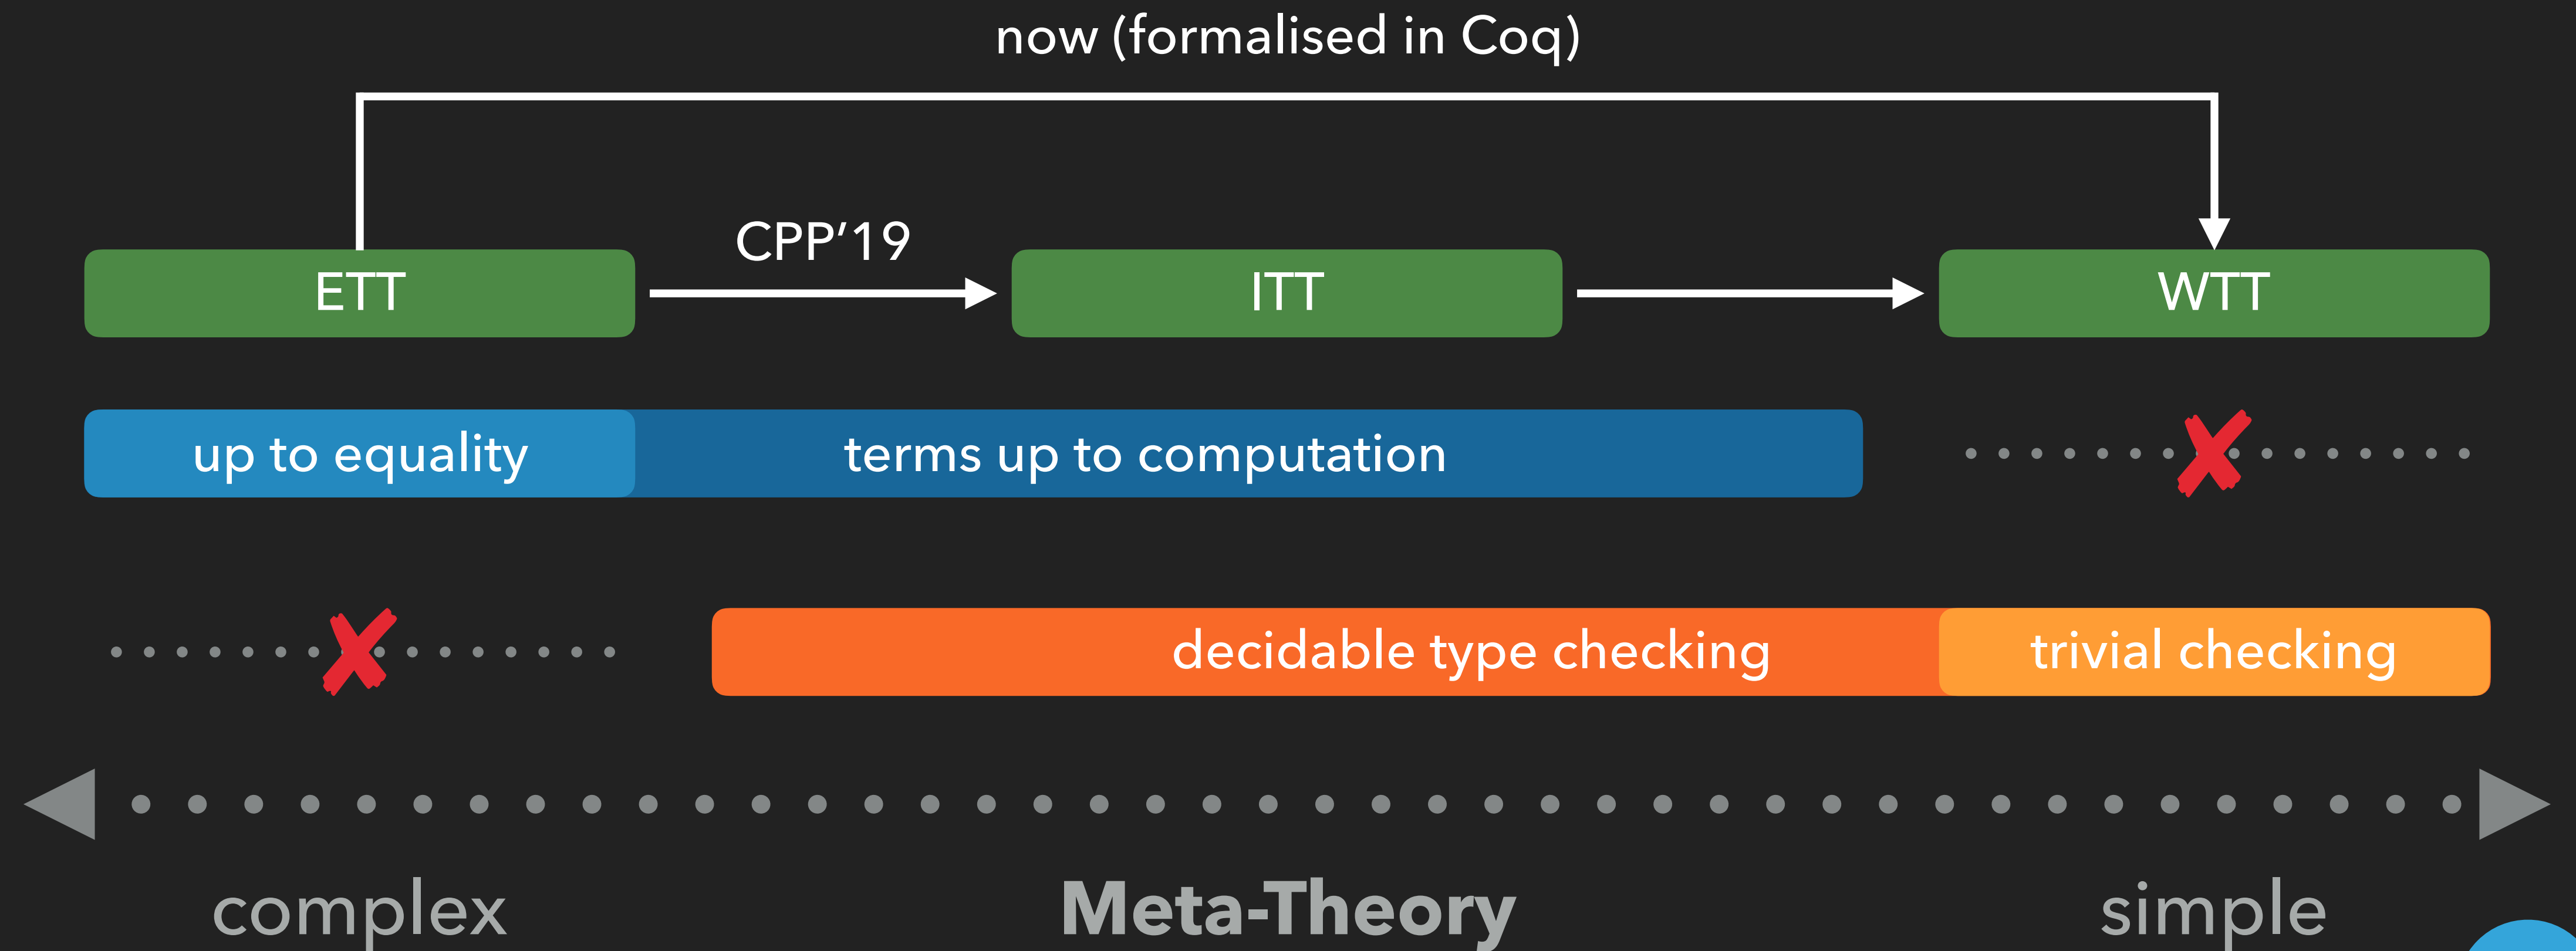 now (formalised in Coq)
CPP’19
ETT
ITT
WTT
up to equality
terms up to computation
decidable type checking
trivial checking
complex
Meta-Theory
simple